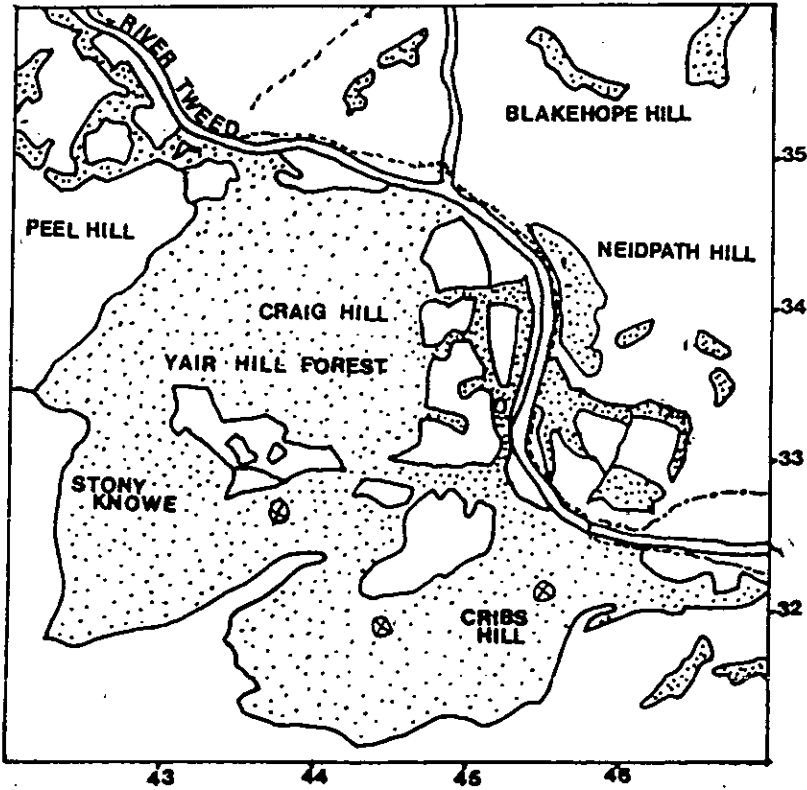 RIVER TWEED
BLAKEHOPE HILL
35
PEEL HILL
NEIDPATH HILL
CRAIG HILL
34
YAIR HILL FOREST
33
STONY
KNOWE
CRIBS
HILL
32
43 44 45 46